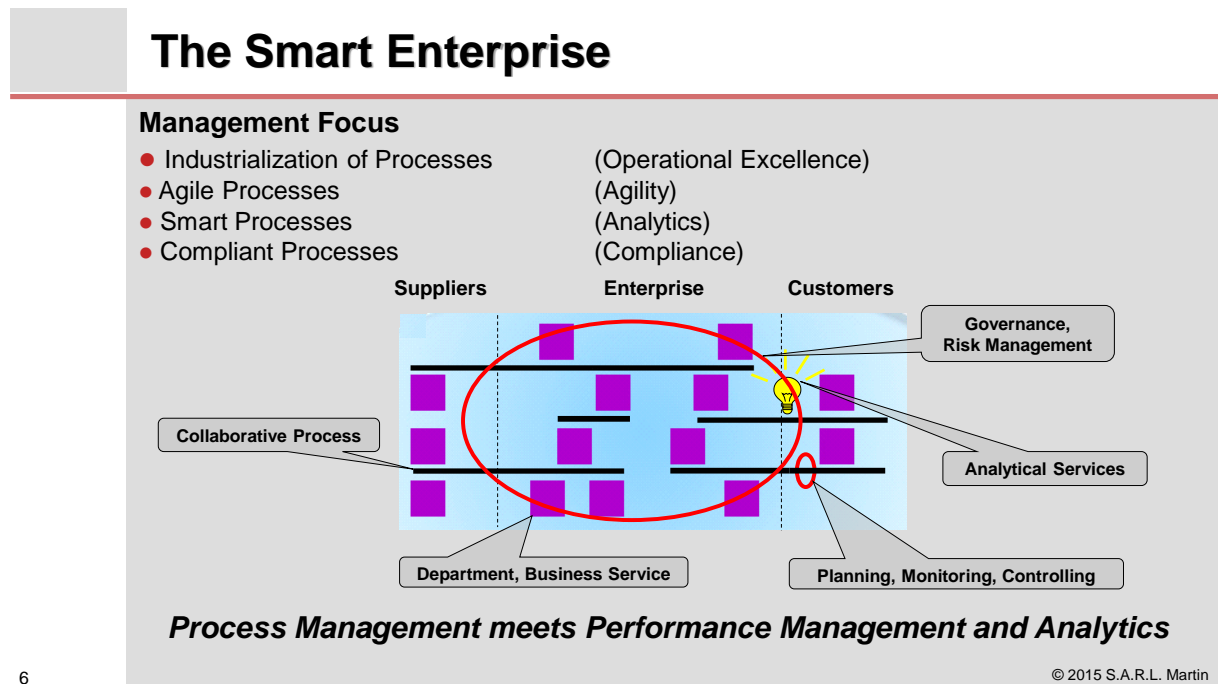 The Smart Enterprise
Management Focus
● Industrialization of Processes (Operational Excellence)
● Agile Processes (Agility)
● Smart Processes (Analytics)
● Compliant Processes (Compliance)
Suppliers Enterprise Customers
Governance,
Risk Management
Collaborative Process
Analytical Services
Department, Business Service
Planning, Monitoring, Controlling
Process Management meets Performance Management and Analytics
6
© 2015 S.A.R.L. Martin